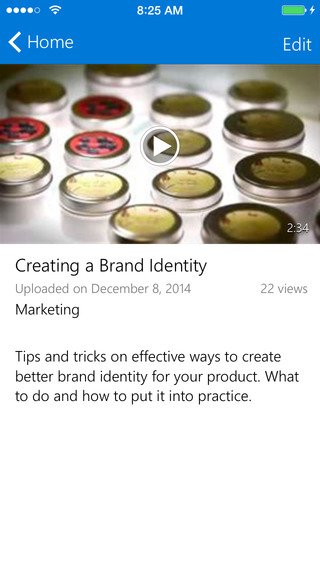 8:25 AM
Home
Edit
2:34
Creating a Brand Identity
Uploaded on December 8, 2014
22 views
Marketing
Tips and tricks on effective ways to create
better brand identity for your product. What
to do and how to put it into practice.